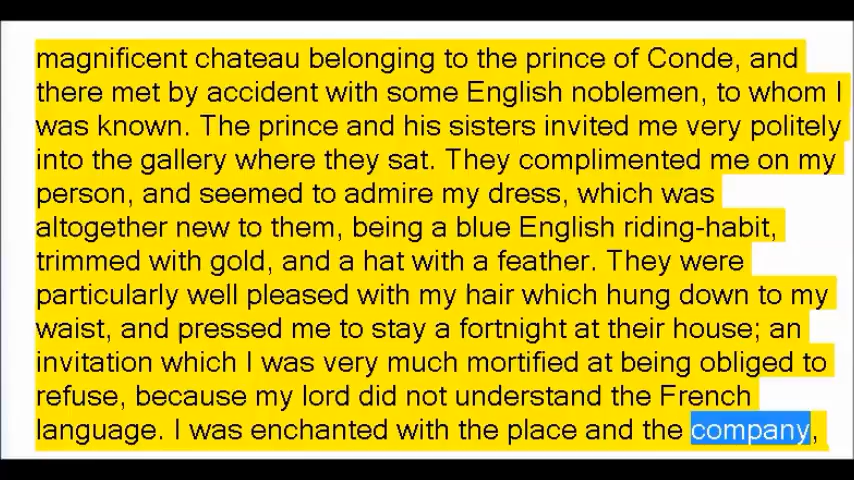 magnificent chateau belonging to the prince of Conde, and
there met by accident with some English noblemen, to whom I
was known. The prince and his sisters invited me very politely
into the gallery where they sat. They complimented me on my
person, and seemed to admire my dress, which was
altogether new to them, being a blue English riding-habit,
trimmed with gold, and a hat with a feather. They were
particularly well pleased with my hair which hung down to my
waist, and pressed me to stay a fortnight at their house; an
invitation which I was very much mortified at being obliged to
refuse, because my lord did not understand the French
language. I was enchanted with the place and the company,